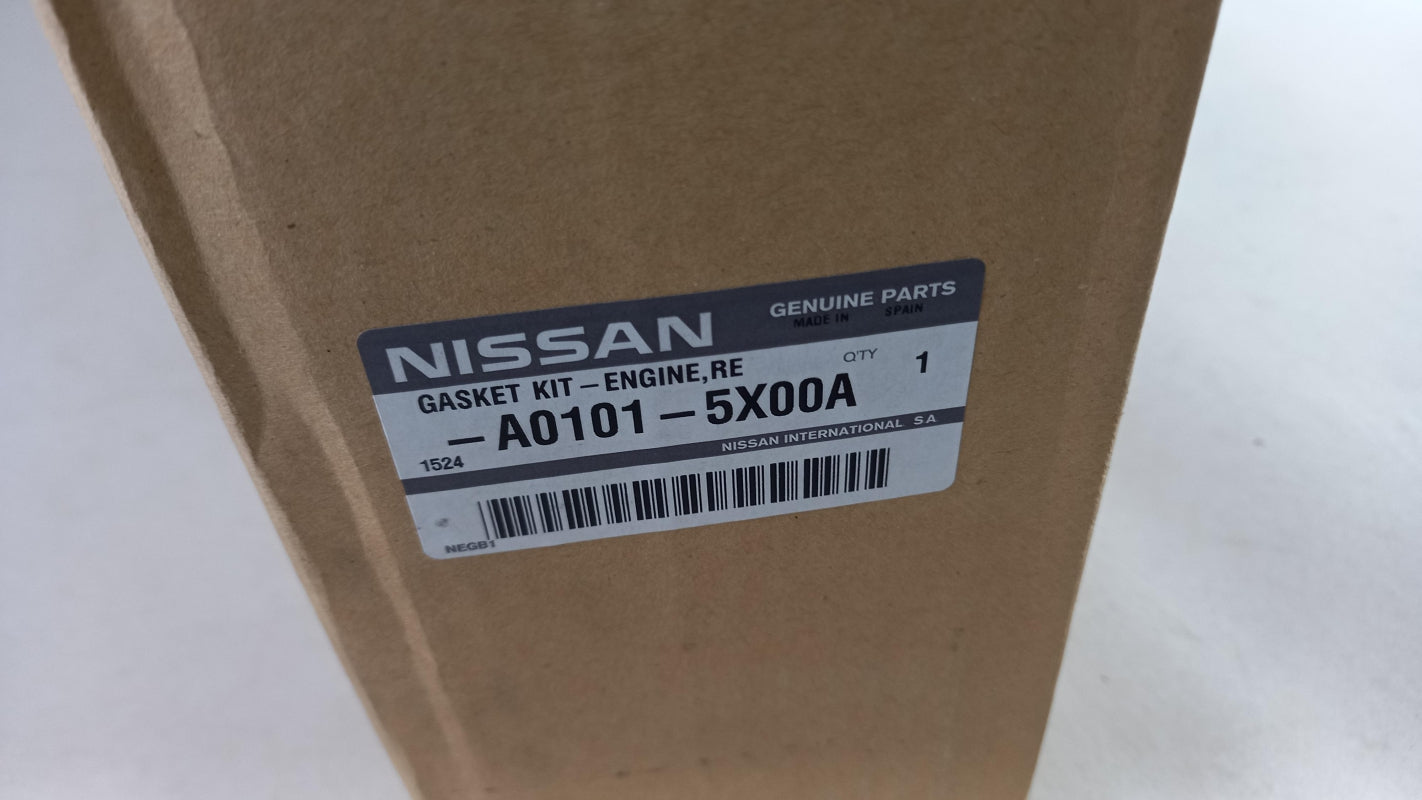 NISSAN GENUINE PARTS
MADE IN SPAIN
GASKET KIT – ENGINE,RE Q'TY 1
– A0101 – 5X00A
1524 NISSAN INTERNATIONAL SA
NEGB1